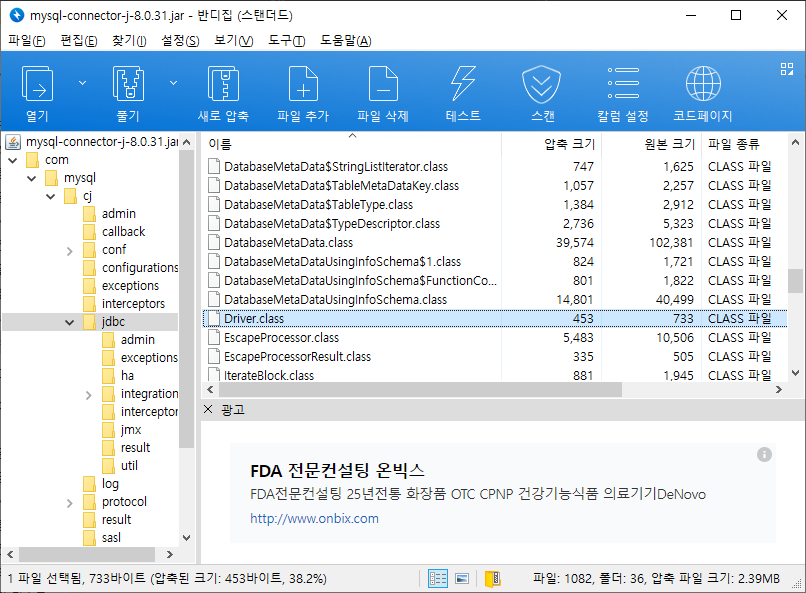 mysql-connector-j-8.0.31.jar - 반디집 (스탠더드)
파일(F) 편집(E) 찾기(I) 설정(S) 보기(V) 도구(T) 도움말(A)
열기 풀기 새로 압축 파일 추가 파일 삭제 테스트 스캔 칼럼 설정 코드페이지
mysql-connector-j-8.0.31.jar
com
mysql
cj
admin
callback
conf
configurations
exceptions
interceptors
jdbc
admin
exceptions
ha
integration
interceptor
jmx
result
util
log
protocol
result
sasl
이름 압축 크기 원본 크기 파일 종류
DatabaseMetaData$StringListIterator.class 747 1,625 CLASS 파일
DatabaseMetaData$TableMetaDataKey.class 1,057 2,257 CLASS 파일
DatabaseMetaData$TableType.class 1,384 2,912 CLASS 파일
DatabaseMetaData$TypeDescriptor.class 2,736 5,323 CLASS 파일
DatabaseMetaData.class 39,574 102,381 CLASS 파일
DatabaseMetaDataUsingInfoSchema$1.class 824 1,721 CLASS 파일
DatabaseMetaDataUsingInfoSchema$FunctionCo... 801 1,822 CLASS 파일
DatabaseMetaDataUsingInfoSchema.class 14,801 40,499 CLASS 파일
Driver.class 453 733 CLASS 파일
EscapeProcessor.class 5,483 10,506 CLASS 파일
EscapeProcessorResult.class 335 505 CLASS 파일
IterateBlock.class 881 1,945 CLASS 파일
광고
FDA 전문컨설팅 온빅스
FDA전문컨설팅 25년전통 화장품 OTC CPNP 건강기능식품 의료기기DeNovo
http://www.onbix.com
1 파일 선택됨, 733바이트 (압축된 크기: 453바이트, 38.2%)
파일: 1082, 폴더: 36, 압축 파일 크기: 2.39MB